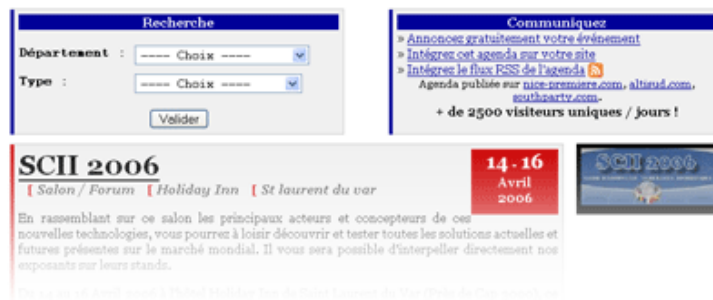 Recherche
Département :
---- Choix ----
Type :
---- Choix ----
Valider
Communiquez
» Annoncez gratuitement votre événement
» Intégrez cet agenda sur votre site
» Intégrez le flux RSS de l'agenda
Agenda publiée sur nice-premiere.com, altisud.com,
southparty.com.
+ de 2500 visiteurs uniques / jours !
SCII 2006
[ Salon / Forum [ Holiday Inn [ St laurent du var
14 - 16
Avril
2006
SCII 2006
En rassemblant sur ce salon les principaux acteurs et concepteurs de ces
nouvelles technologies, vous pourrez à loisir découvrir et tester toutes les solutions actuelles et
futures présentes sur le marché mondial. Il vous sera possible d'interpeller directement nos
exposants sur leurs stands.